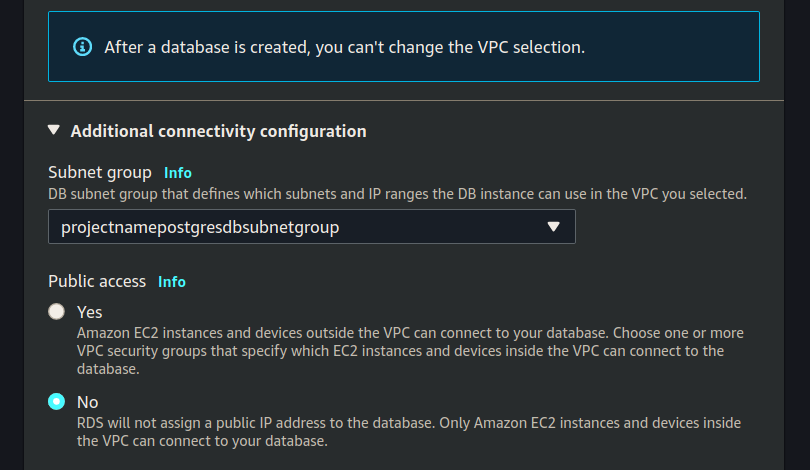 After a database is created, you can't change the VPC selection.
Additional connectivity configuration
Subnet group Info
DB subnet group that defines which subnets and IP ranges the DB instance can use in the VPC you selected.
projectnamepostgresdbsubnetgroup
Public access Info
Yes
Amazon EC2 instances and devices outside the VPC can connect to your database. Choose one or more
VPC security groups that specify which EC2 instances and devices inside the VPC can connect to the
database.
No
RDS will not assign a public IP address to the database. Only Amazon EC2 instances and devices inside
the VPC can connect to your database.